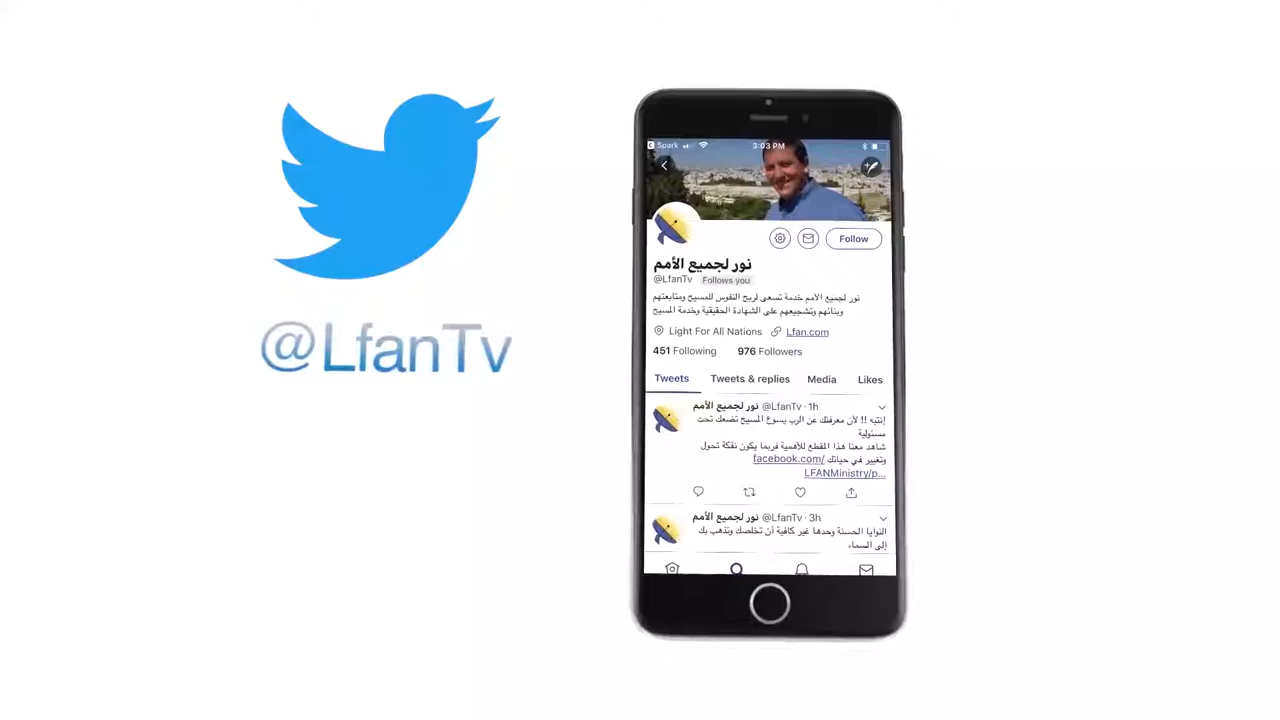 @LfanTv
Spark
3:03 PM
Follow
نور لجميع الأمم
@LfanTv Follows you
نور لجميع الأمم خدمة تسعى لربح النفوس للمسيح ومتابعتهم
وبنائهم وتشجيعهم على الشهادة الحقيقية وخدمة المسيح
Light For All Nations Lfan.com
451 Following 976 Followers
Tweets Tweets & replies Media Likes
نور لجميع الأمم @LfanTv · 1h
إنتبه !! لأن معرفتك عن الرب يسوع المسيح تضعك تحت
مسئولية
شاهد معنا هذا المقطع للأهمية فربما يكون نقكة تحول
وتغيير في حياتك facebook.com/
LFANMinistry/p...
نور لجميع الأمم @LfanTv · 3h
النوايا الحسنة وحدها غير كافية أن تخلصك وتذهب بك
إلى السماء